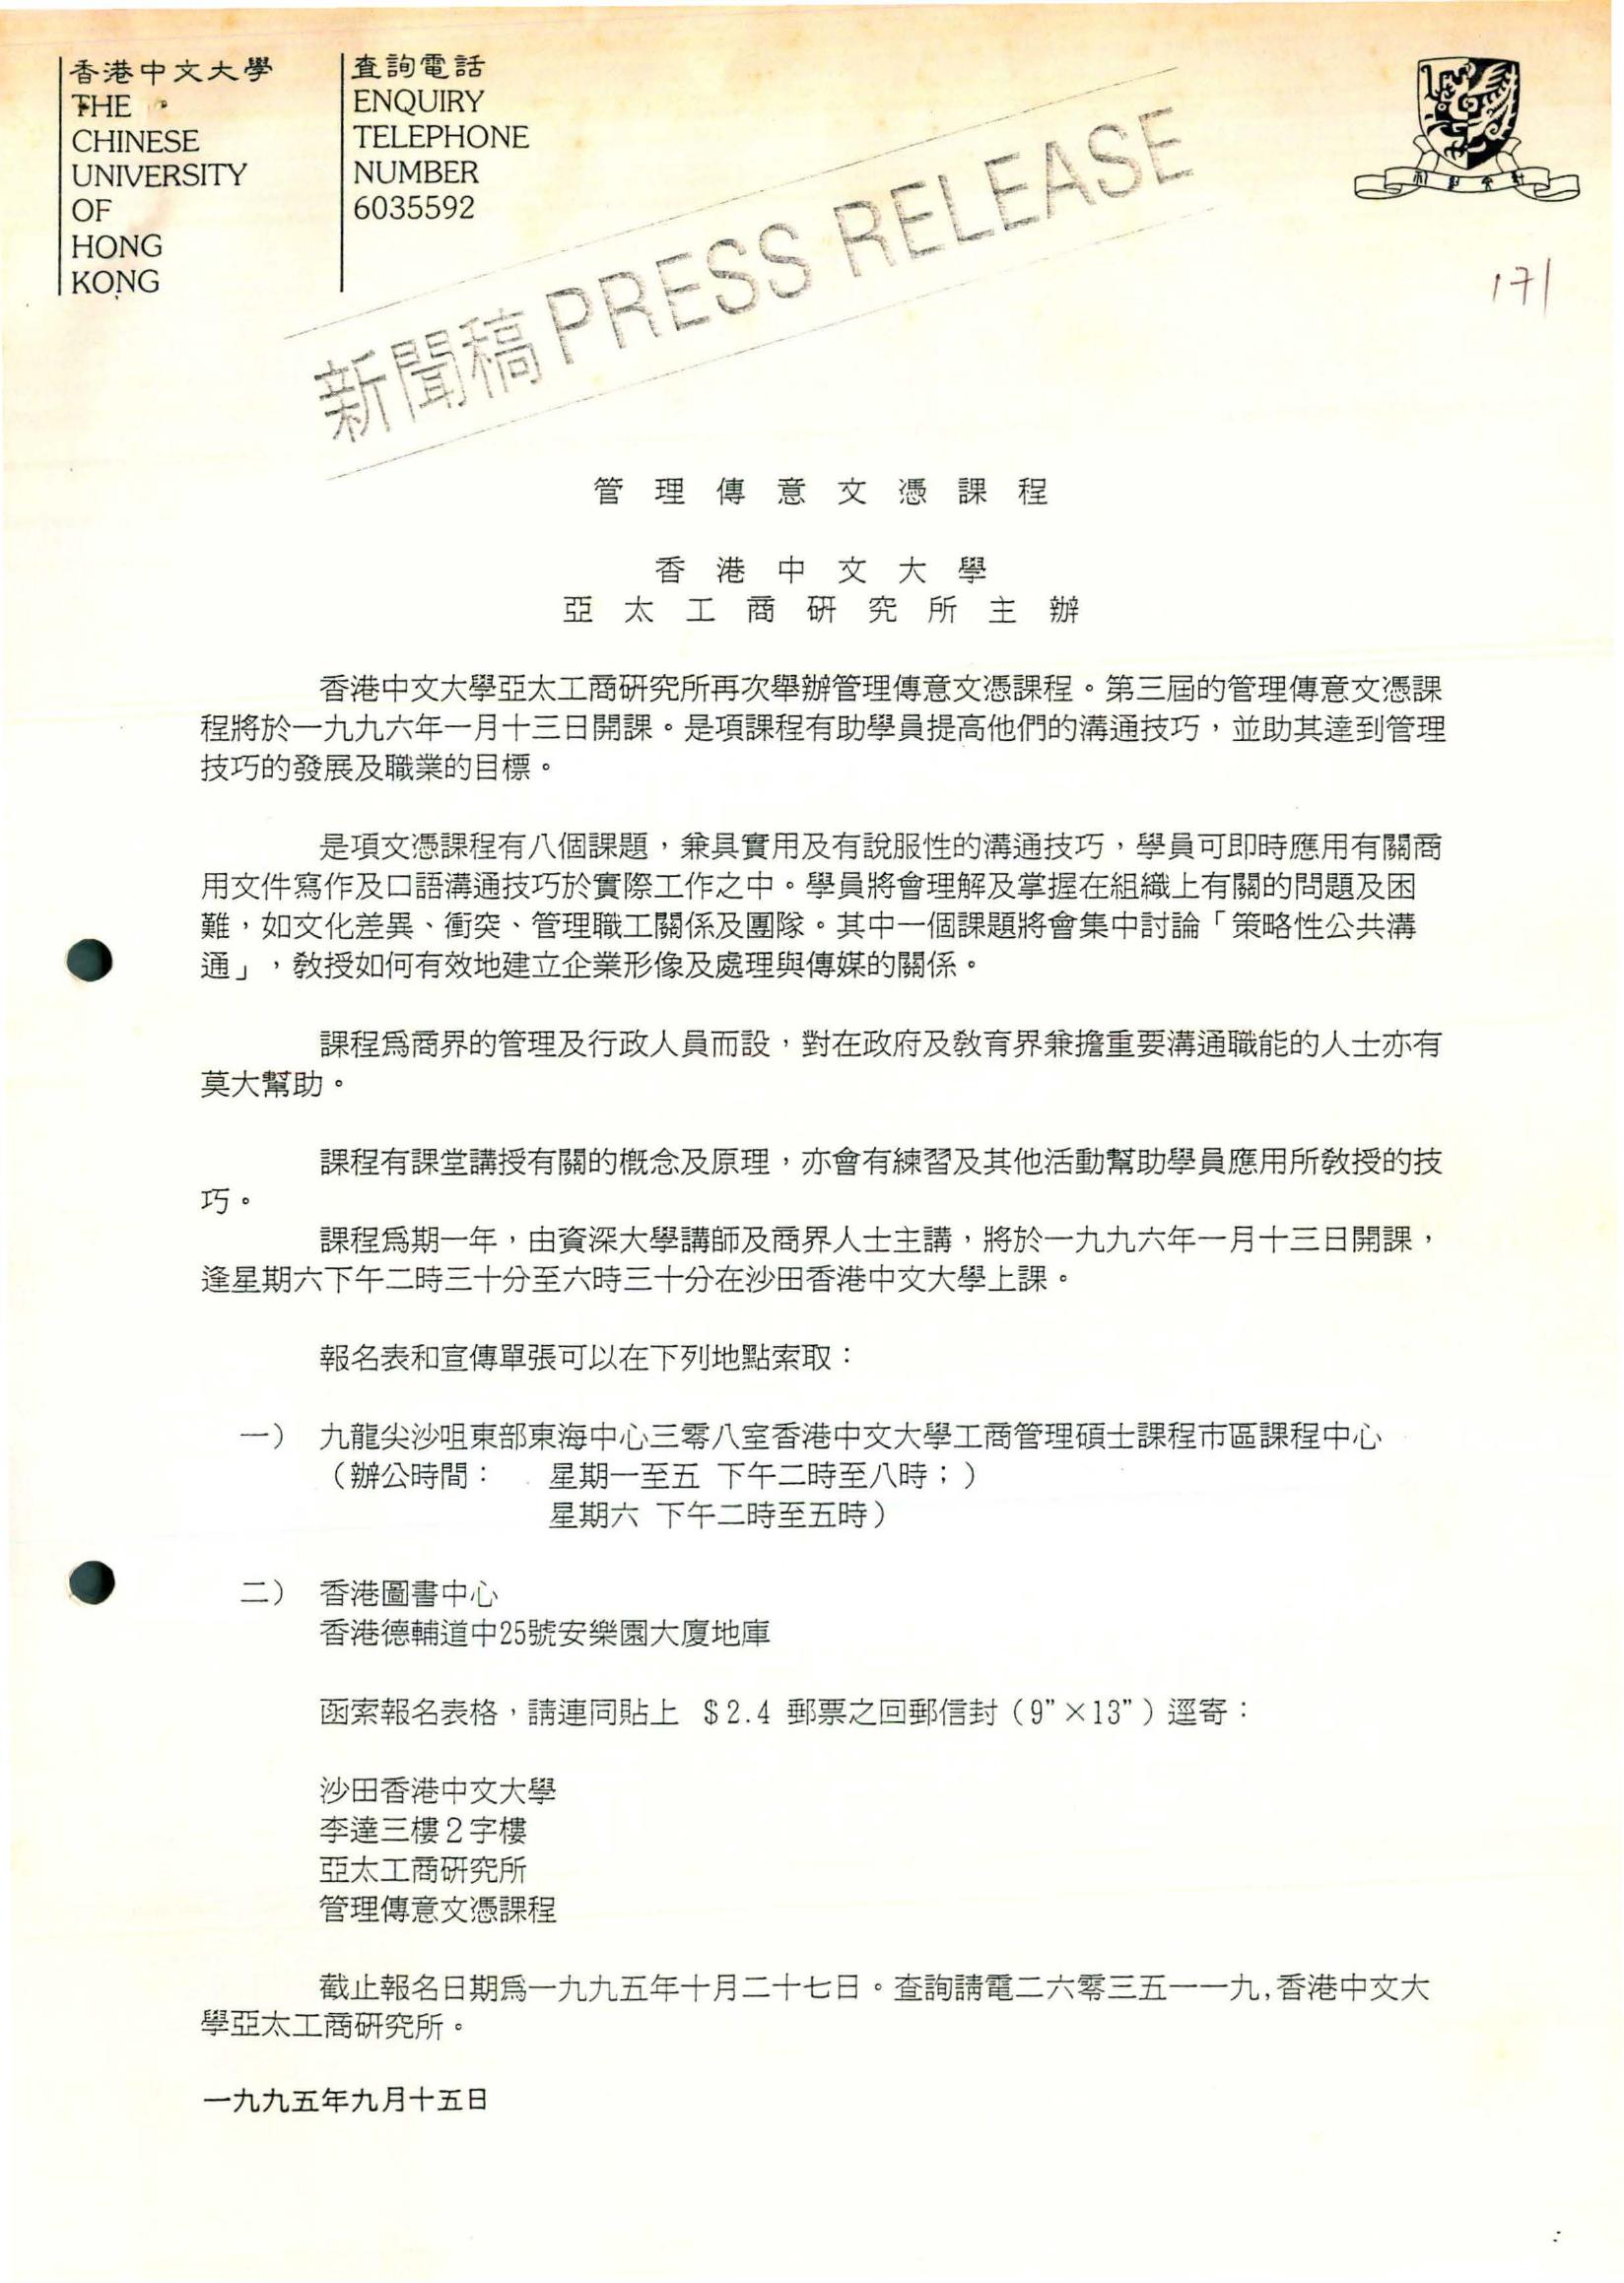 香港中文大學
THE
CHINESE
UNIVERSITY
OF
HONG
KONG
查詢電話
ENQUIRY
TELEPHONE
NUMBER
6035592
新聞稿 PRESS RELEASE
171
管理傳意文憑課程
香港中文大學
亞太工商研究所主辦
香港中文大學亞太工商研究所再次舉辦管理傳意文憑課程。第三屆的管理傳意文憑課
程將於一九九六年一月十三日開課。是項課程有助學員提高他們的溝通技巧，並助其達到管理
技巧的發展及職業的目標。
是項文憑課程有八個課題，兼具實用及有說服性的溝通技巧，學員可即時應用有關商
用文件寫作及口語溝通技巧於實際工作之中。學員將會理解及掌握在組織上有關的問題及困
難，如文化差異、衝突、管理職工關係及團隊。其中一個課題將會集中討論「策略性公共溝
通」，教授如何有效地建立企業形像及處理與傳媒的關係。
課程為商界的管理及行政人員而設，對在政府及教育界兼擔重要溝通職能的人士亦有
莫大幫助。
課程有課堂講授有關的概念及原理，亦會有練習及其他活動幫助學員應用所教授的技
巧。
課程為期一年，由資深大學講師及商界人士主講，將於一九九六年一月十三日開課，
逢星期六下午二時三十分至六時三十分在沙田香港中文大學上課。
報名表和宣傳單張可以在下列地點索取：
一） 九龍尖沙咀東部東海中心三零八室香港中文大學工商管理碩士課程市區課程中心
（辦公時間： 星期一至五 下午二時至八時；）
星期六 下午二時至五時）
二） 香港圖書中心
香港德輔道中25號安樂園大廈地庫
函索報名表格，請連同貼上 $2.4 郵票之回郵信封（9”×13”）逕寄：
沙田香港中文大學
李達三樓２字樓
亞太工商研究所
管理傳意文憑課程
截止報名日期為一九九五年十月二十七日。查詢請電二六零三五一一九,香港中文大
學亞太工商研究所。
一九九五年九月十五日